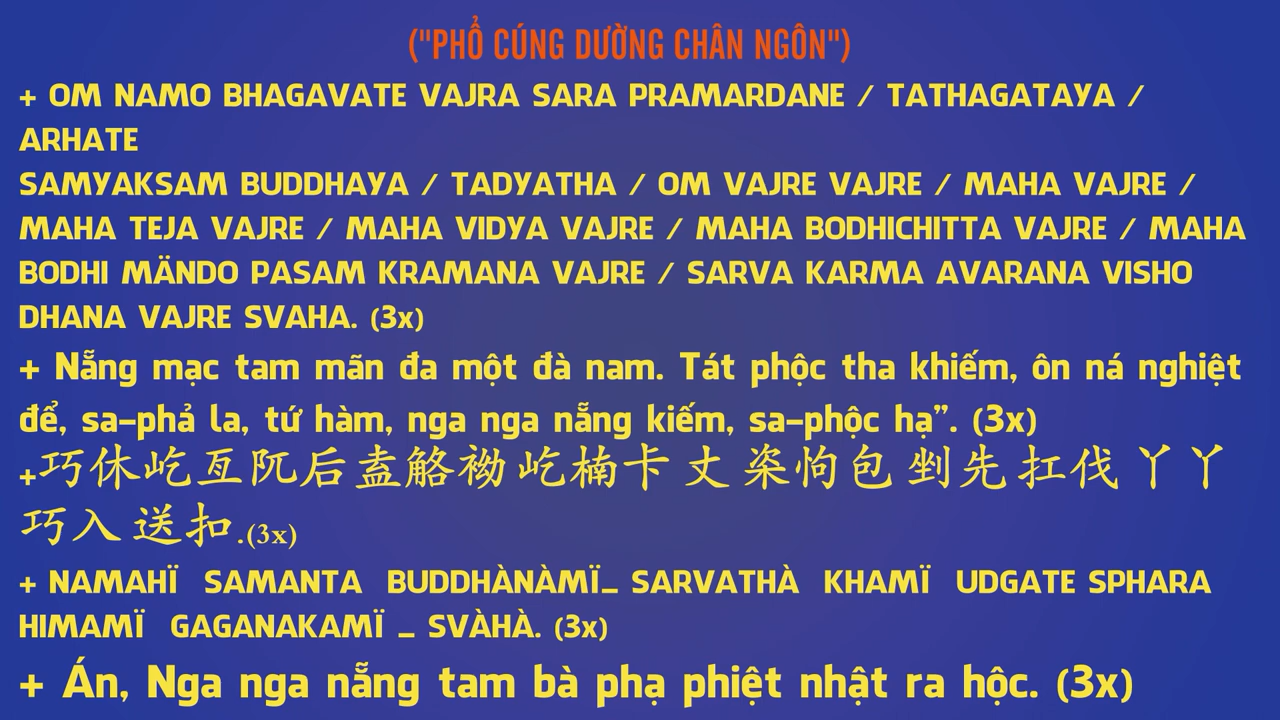 ("PHỔ CÚNG DƯỜNG CHÂN NGÔN")
+ OM NAMO BHAGAVATE VAJRA SARA PRAMARDANE / TATHAGATAYA /
ARHATE
SAMYAKSAM BUDDHAYA / TADYATHA / OM VAJRE VAJRE / MAHA VAJRE /
MAHA TEJA VAJRE / MAHA VIDYA VAJRE / MAHA BODHICHITTA VAJRE / MAHA
BODHI MÄNDO PASAM KRAMANA VAJRE / SARVA KARMA AVARANA VISHO
DHANA VAJRE SVAHA. (3x)
+ Nẵng mạc tam mãn đa một đà nam. Tát phộc tha khiếm, ôn ná nghiệt
để, sa-phả la, tứ hàm, nga nga nẵng kiếm, sa-phộc hạ”. (3x)
+巧休屹亙阢后盍觡袎屹楠卡丈 楶怐包 剉先扛伐 丫丫
巧入送扣.(3x)
+ NAMAHÏ SAMANTA BUDDHÀNÀMÏ_ SARVATHÀ KHAMÏ UDGATE SPHARA
HIMAMÏ GAGANAKAMÏ _ SVÀHÀ. (3x)
+ Án, Nga nga nẵng tam bà phạ phiệt nhật ra hộc. (3x)